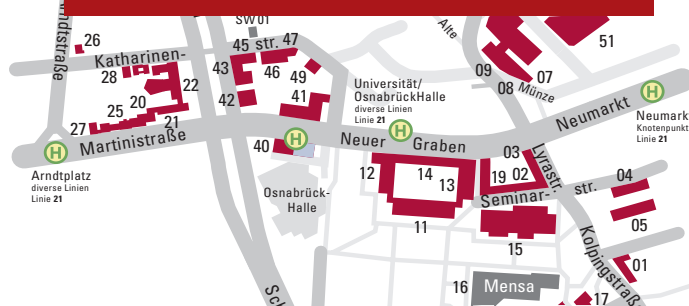 SW01
Alte
51
ndtstraße
26
Katharinen-
45 str. 47
43
46
49
28
22
09
07
08 Münze
42
41
Universität/
OsnabrückHalle
diverse Linien
Linie 21
H
Neumarkt
Neumarkt
Knotenpunkt
Linie 21
25
20
27
21
Martinistraße
H
40
H
Neuer Graben
H
03
Lyrastr.
Arndtplatz
diverse Linien
Linie 21
12
14
13
19 02
04
Seminar- str.
Osnabrück-
Halle
11
15
05
Kolpingstraß
01
Sch
16 Mensa
17